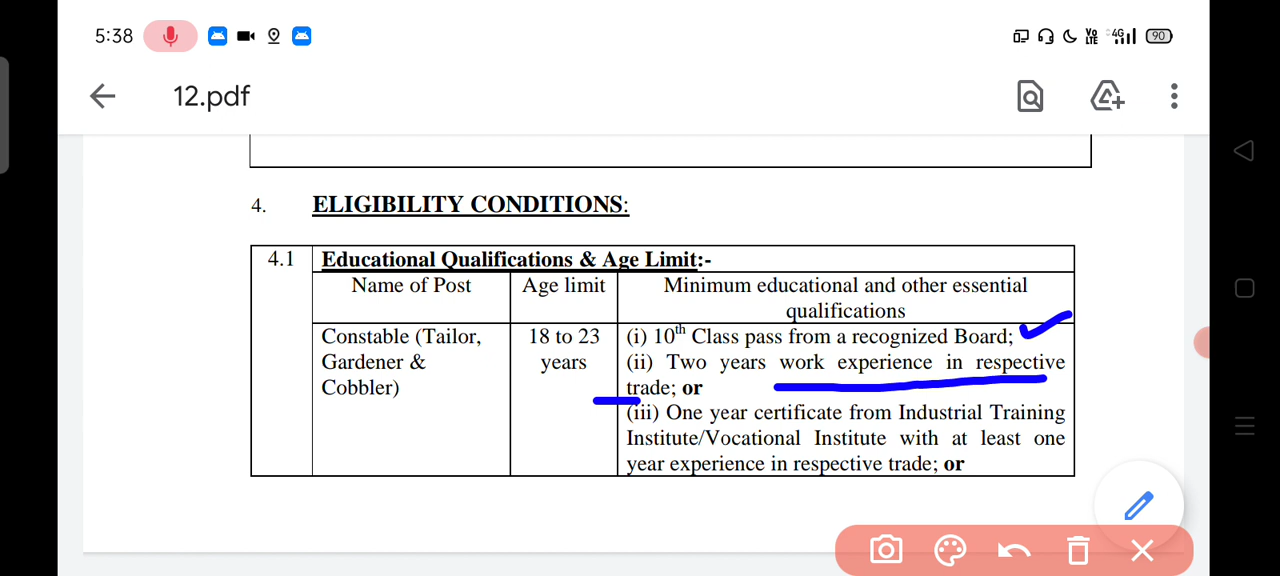 5:38
Vo LTE 4G 90
12.pdf
4. ELIGIBILITY CONDITIONS:
4.1 Educational Qualifications & Age Limit:-
Name of Post Age limit Minimum educational and other essential
qualifications
Constable (Tailor, 18 to 23 (i) 10th Class pass from a recognized Board;
Gardener & years (ii) Two years work experience in respective
Cobbler) trade; or
(iii) One year certificate from Industrial Training
Institute/Vocational Institute with at least one
year experience in respective trade; or